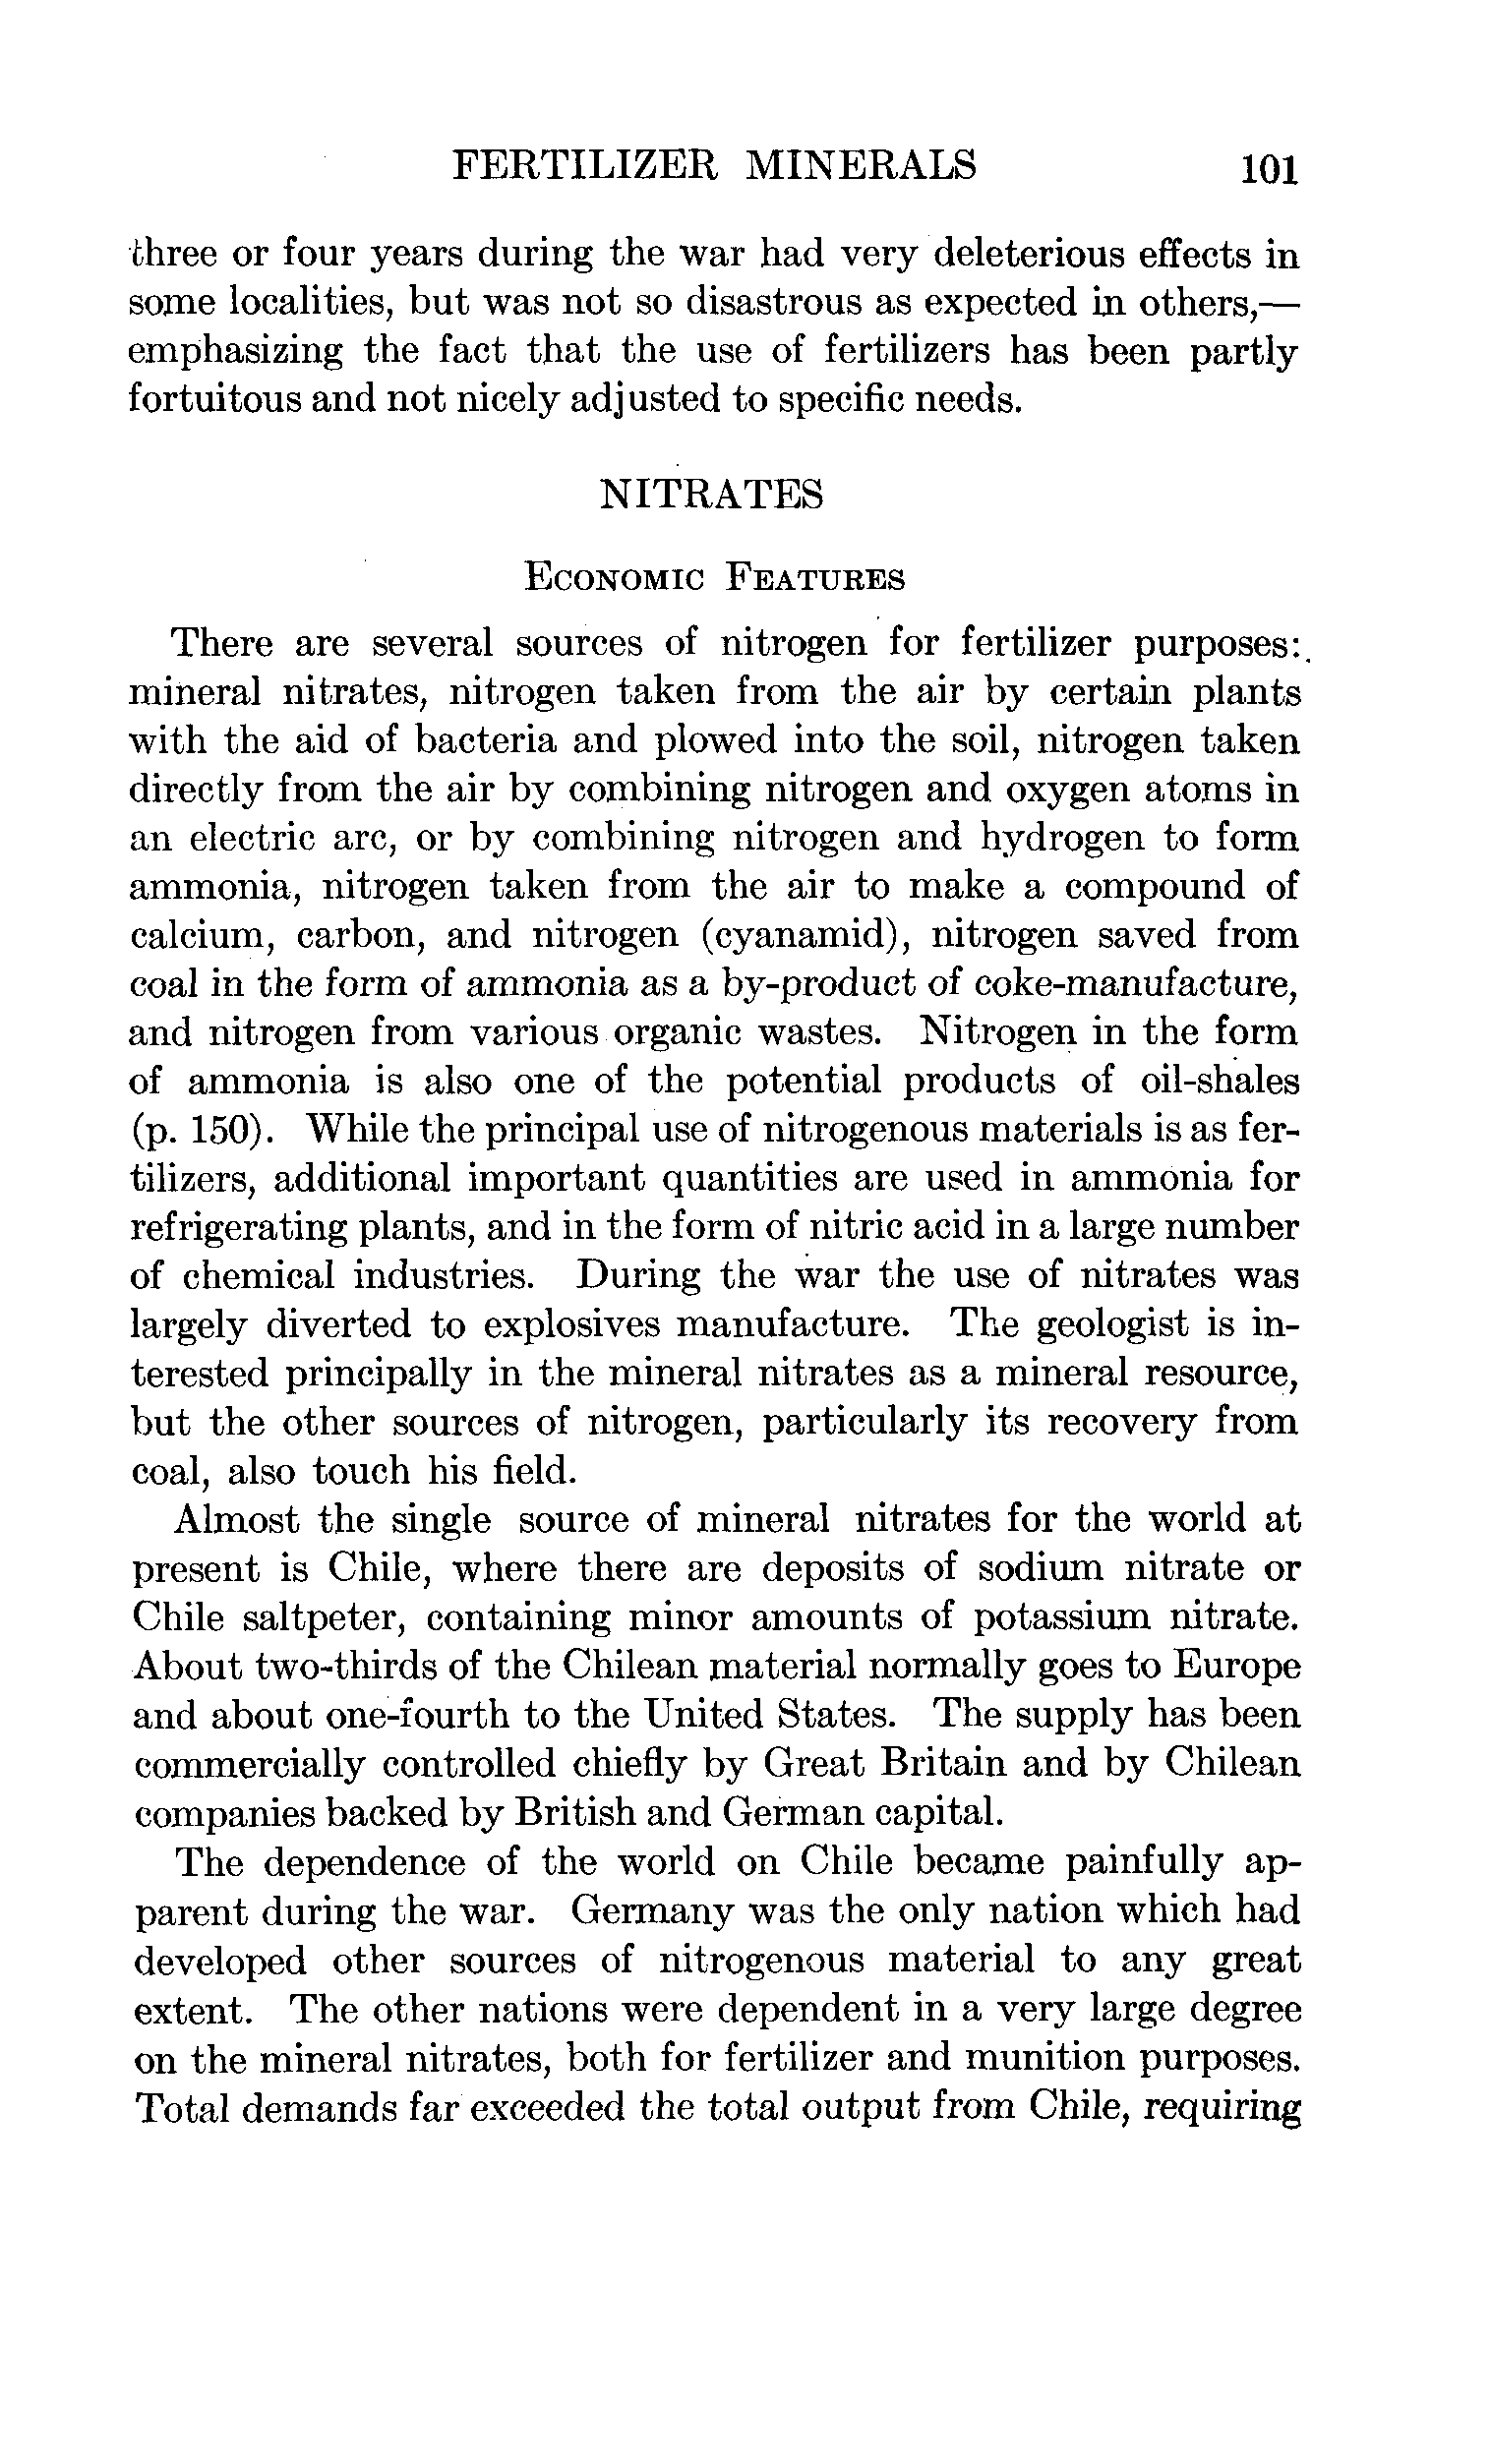 FERTILIZER MINERALS 101
three or four years during the war had very deleterious effects in
some localities, but was not so disastrous as expected in others,—
emphasizing the fact that the use of fertilizers has been partly
fortuitous and not nicely adjusted to specific needs.
NITRATES
Economic Features
There are several sources of nitrogen for fertilizer purposes:
mineral nitrates, nitrogen taken from the air by certain plants
with the aid of bacteria and plowed into the soil, nitrogen taken
directly from the air by combining nitrogen and oxygen atoms in
an electric arc, or by combining nitrogen and hydrogen to form
ammonia, nitrogen taken from the air to make a compound of
calcium, carbon, and nitrogen (cyanamid), nitrogen saved from
coal in the form of ammonia as a by-product of coke-manufacture,
and nitrogen from various organic wastes. Nitrogen in the form
of ammonia is also one of the potential products of oil-shales
(p. 150). While the principal use of nitrogenous materials is as fer-
tilizers, additional important quantities are used in ammonia for
refrigerating plants, and in the form of nitric acid in a large number
of chemical industries. During the war the use of nitrates was
largely diverted to explosives manufacture. The geologist is in-
terested principally in the mineral nitrates as a mineral resource,
but the other sources of nitrogen, particularly its recovery from
coal, also touch his field.
Almost the single source of mineral nitrates for the world at
present is Chile, where there are deposits of sodium nitrate or
Chile saltpeter, containing minor amounts of potassium nitrate.
About two-thirds of the Chilean material normally goes to Europe
and about one-fourth to the United States. The supply has been
commercially controlled chiefly by Great Britain and by Chilean
companies backed by British and German capital.
The dependence of the world on Chile became painfully ap-
parent during the war. Germany was the only nation which had
developed other sources of nitrogenous material to any great
extent. The other nations were dependent in a very large degree
on the mineral nitrates, both for fertilizer and munition purposes.
Total demands far exceeded the total output from Chile, requiring